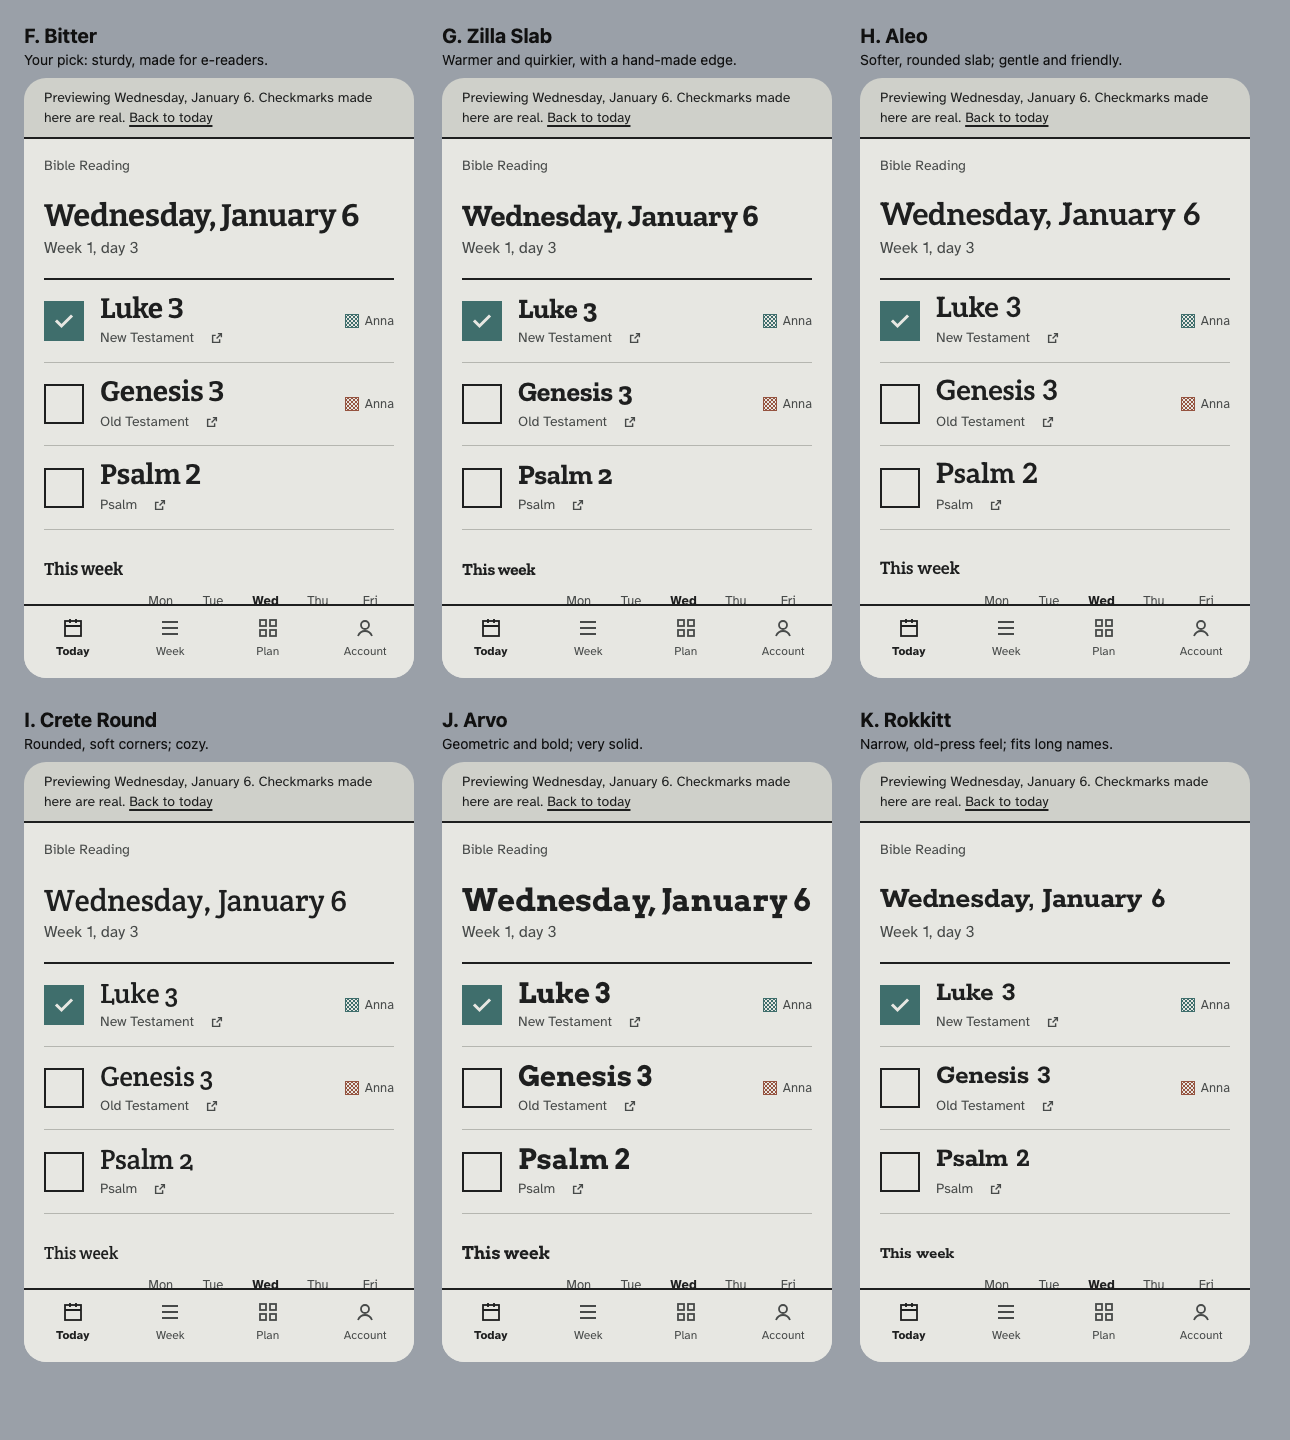 F. Bitter
Your pick: sturdy, made for e-readers.
Previewing Wednesday, January 6. Checkmarks made
here are real. Back to today
Bible Reading
Wednesday, January 6
Week 1, day 3
Luke 3
New Testament
Anna
Genesis 3
Old Testament
Anna
Psalm 2
Psalm
This week
Mon Tue Wed Thu Fri
Today Week Plan Account
G. Zilla Slab
Warmer and quirkier, with a hand-made edge.
Previewing Wednesday, January 6. Checkmarks made
here are real. Back to today
Bible Reading
Wednesday, January 6
Week 1, day 3
Luke 3
New Testament
Anna
Genesis 3
Old Testament
Anna
Psalm 2
Psalm
This week
Mon Tue Wed Thu Fri
Today Week Plan Account
H. Aleo
Softer, rounded slab; gentle and friendly.
Previewing Wednesday, January 6. Checkmarks made
here are real. Back to today
Bible Reading
Wednesday, January 6
Week 1, day 3
Luke 3
New Testament
Anna
Genesis 3
Old Testament
Anna
Psalm 2
Psalm
This week
Mon Tue Wed Thu Fri
Today Week Plan Account
I. Crete Round
Rounded, soft corners; cozy.
Previewing Wednesday, January 6. Checkmarks made
here are real. Back to today
Bible Reading
Wednesday, January 6
Week 1, day 3
Luke 3
New Testament
Anna
Genesis 3
Old Testament
Anna
Psalm 2
Psalm
This week
Mon Tue Wed Thu Fri
Today Week Plan Account
J. Arvo
Geometric and bold; very solid.
Previewing Wednesday, January 6. Checkmarks made
here are real. Back to today
Bible Reading
Wednesday, January 6
Week 1, day 3
Luke 3
New Testament
Anna
Genesis 3
Old Testament
Anna
Psalm 2
Psalm
This week
Mon Tue Wed Thu Fri
Today Week Plan Account
K. Rokkitt
Narrow, old-press feel; fits long names.
Previewing Wednesday, January 6. Checkmarks made
here are real. Back to today
Bible Reading
Wednesday, January 6
Week 1, day 3
Luke 3
New Testament
Anna
Genesis 3
Old Testament
Anna
Psalm 2
Psalm
This week
Mon Tue Wed Thu Fri
Today Week Plan Account